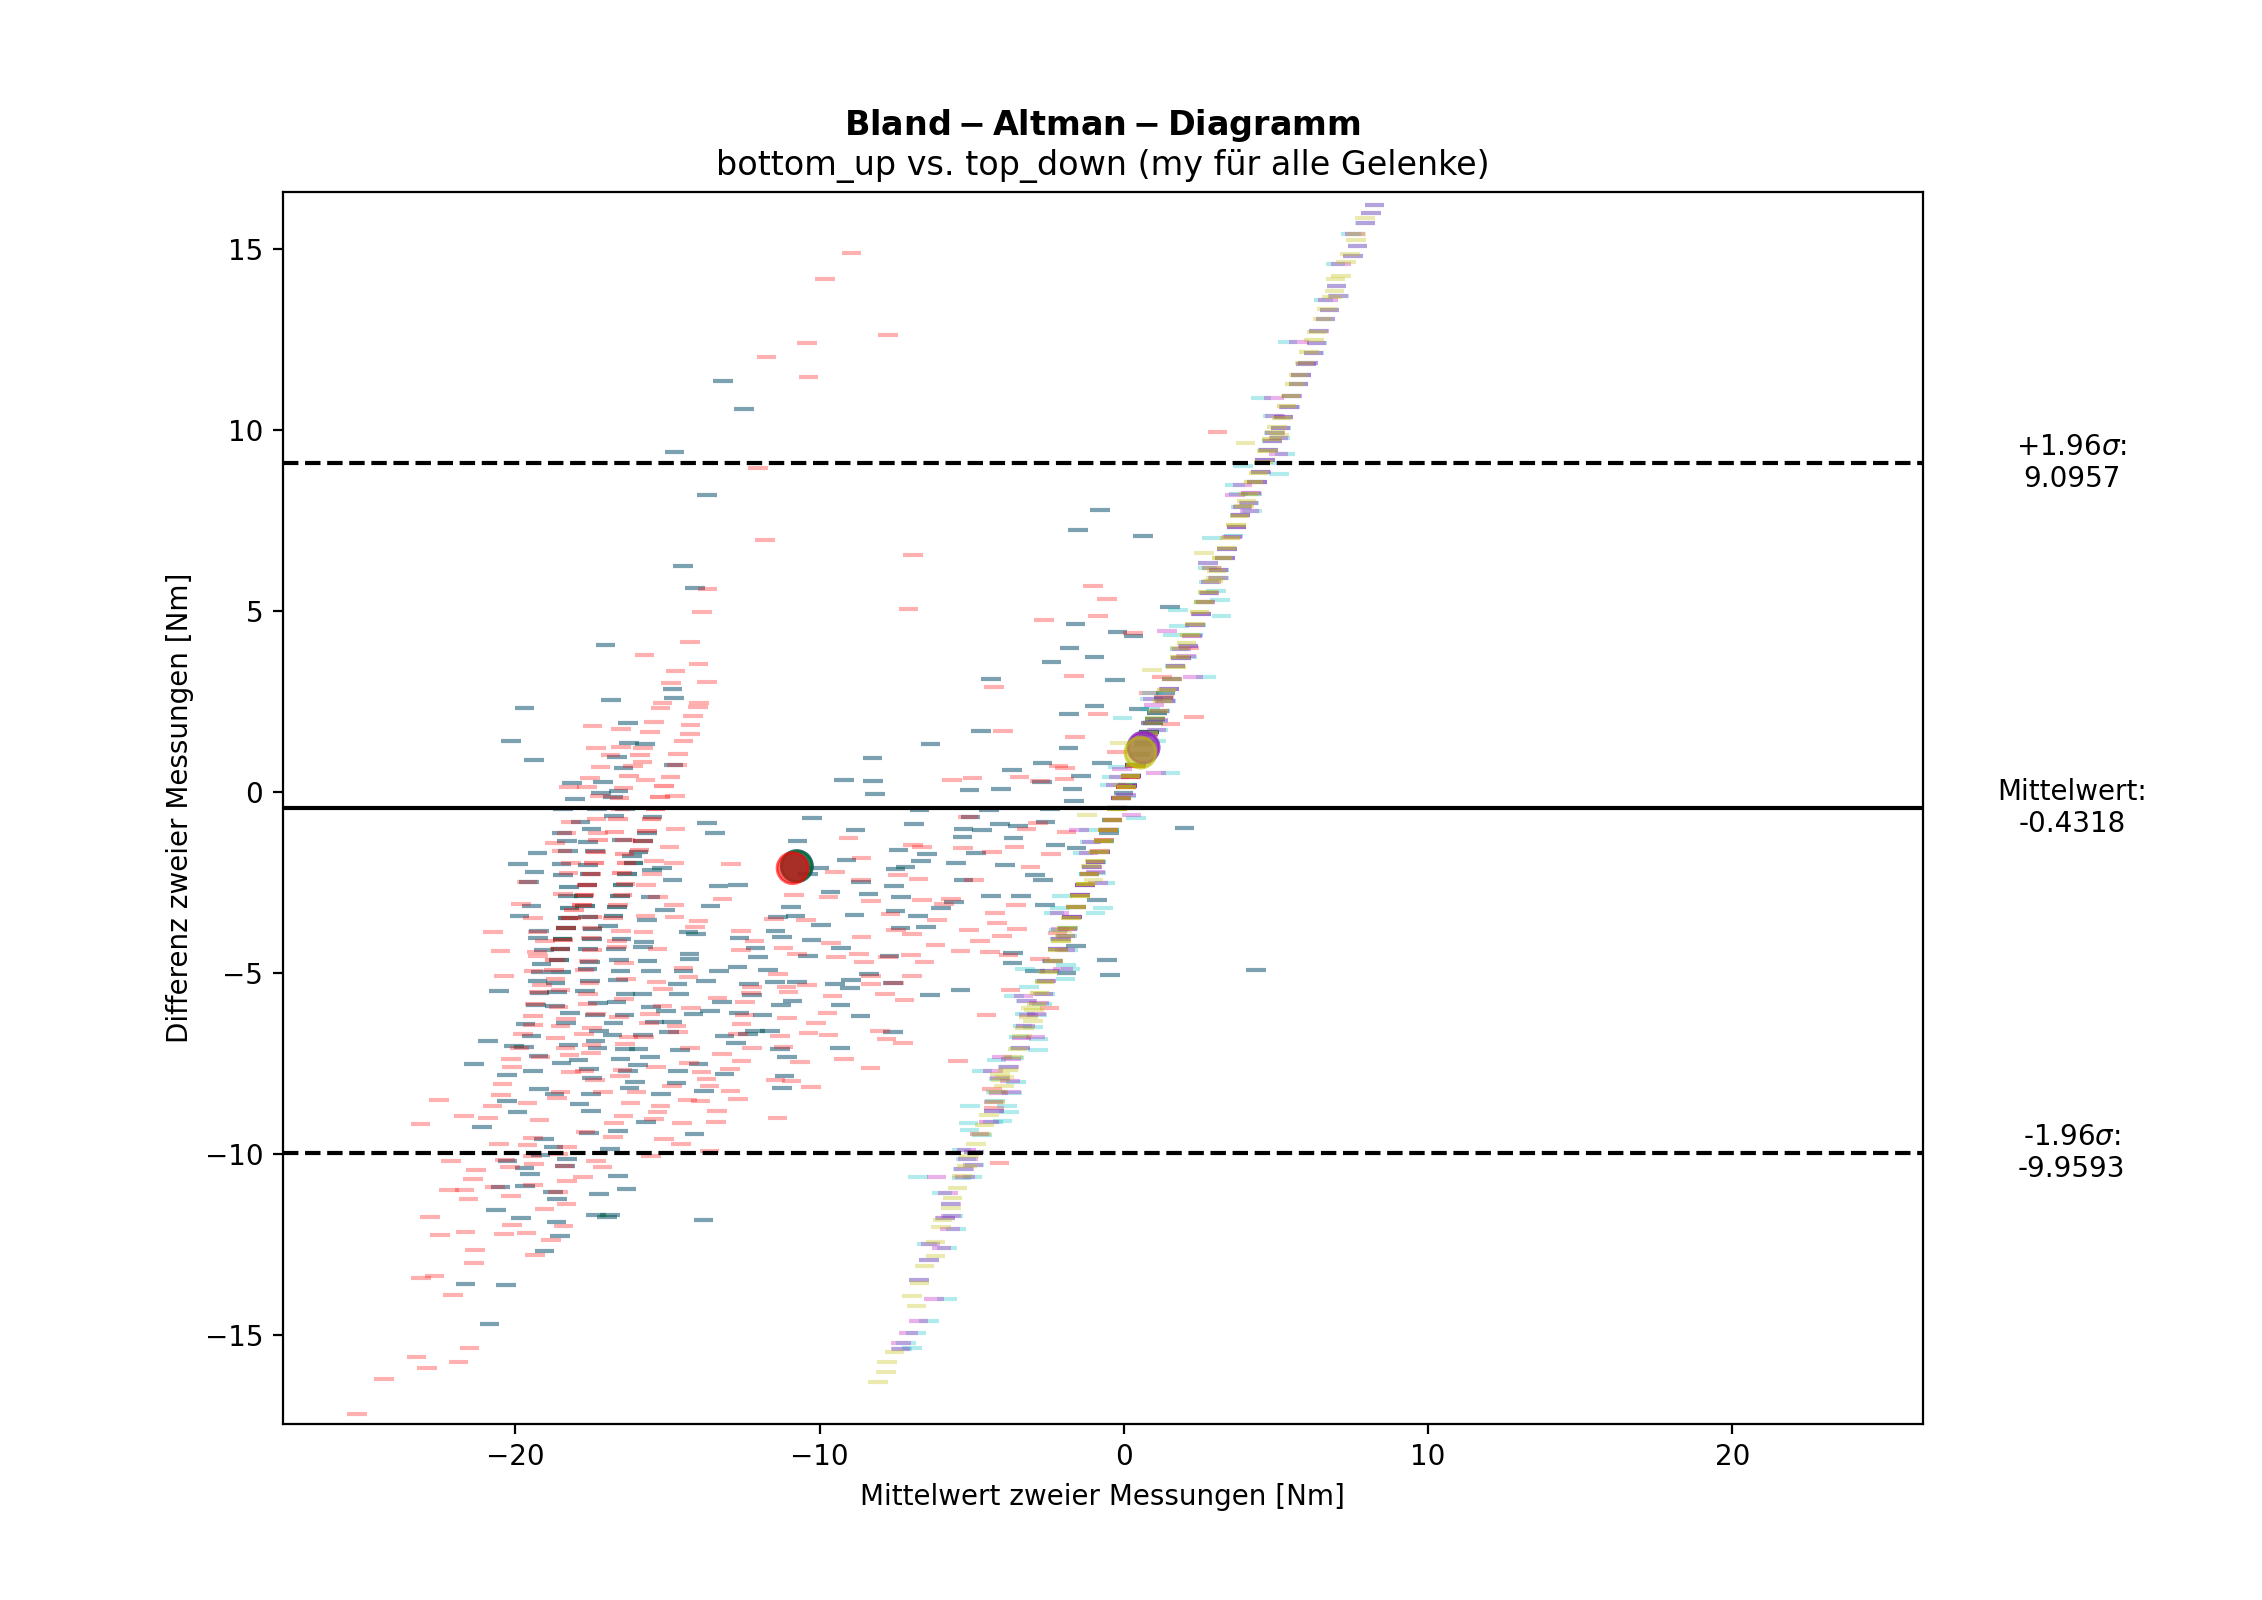 Bland – Altman – Diagramm
bottom_up vs. top_down (my für alle Gelenke)
Differenz zweier Messungen [Nm]
15
10
5
0
−5
−10
−15
+1.96σ:
9.0957
Mittelwert:
-0.4318
-1.96σ:
-9.9593
−20
−10
0
10
20
Mittelwert zweier Messungen [Nm]